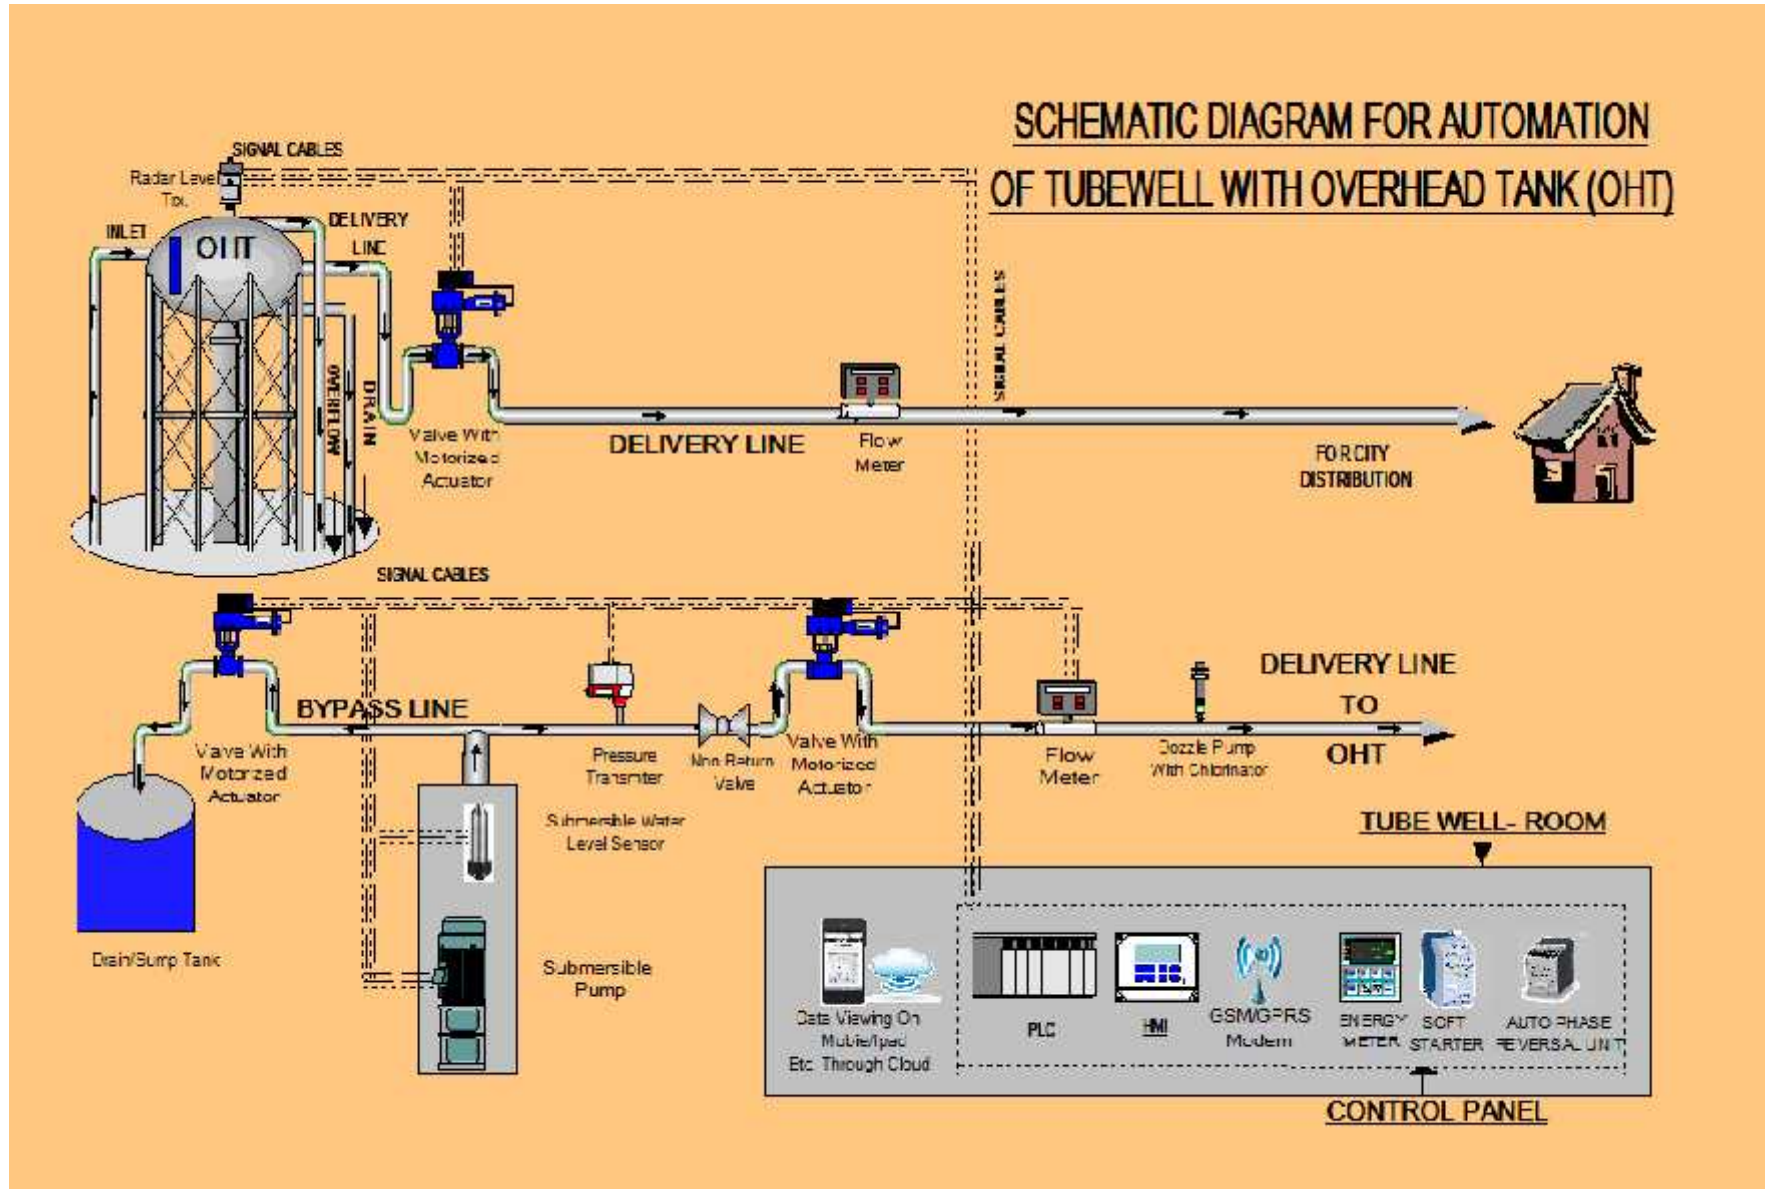 SCHEMATIC DIAGRAM FOR AUTOMATION
OF TUBEWELL WITH OVERHEAD TANK (OHT)
SIGNAL CABLES
Radar Level
INLET
OHT
DELIVERY
LINE
OVERFLOW
DRAIN
Valve With
Motorized
Actuator
DELIVERY LINE
Flow
Meter
SIGNAL CABLES
FOR CITY
DISTRIBUTION
SIGNAL CABLES
BYPASS LINE
Valve With
Motorized
Actuator
Drain/Sump Tank
Pressure
Transmter
Non Return
Valve
Valve With
Motorized
Actuator
Flow
Meter
Dozzle Pump
With Chlorinator
DELIVERY LINE
TO
OHT
Submersible Water
Level Sensor
Submersible
Pump
TUBE WELL- ROOM
Data Viewing On
Mobie/Ipad
Etc. Through Cloud
PLC
HMI
GSM/GPRS
Modem
ENERGY
METER
SOFT
STARTER
AUTO PHASE
REVERSAL UNIT
CONTROL PANEL